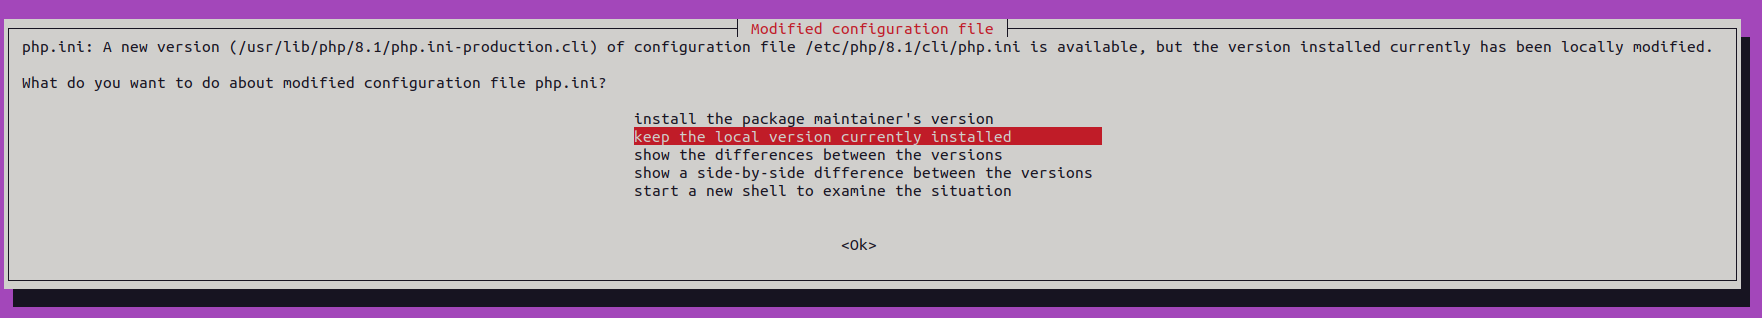 Modified configuration file
php.ini: A new version (/usr/lib/php/8.1/php.ini-production.cli) of configuration file /etc/php/8.1/cli/php.ini is available, but the version installed currently has been locally modified.
What do you want to do about modified configuration file php.ini?
install the package maintainer's version
keep the local version currently installed
show the differences between the versions
show a side-by-side difference between the versions
start a new shell to examine the situation
<Ok>